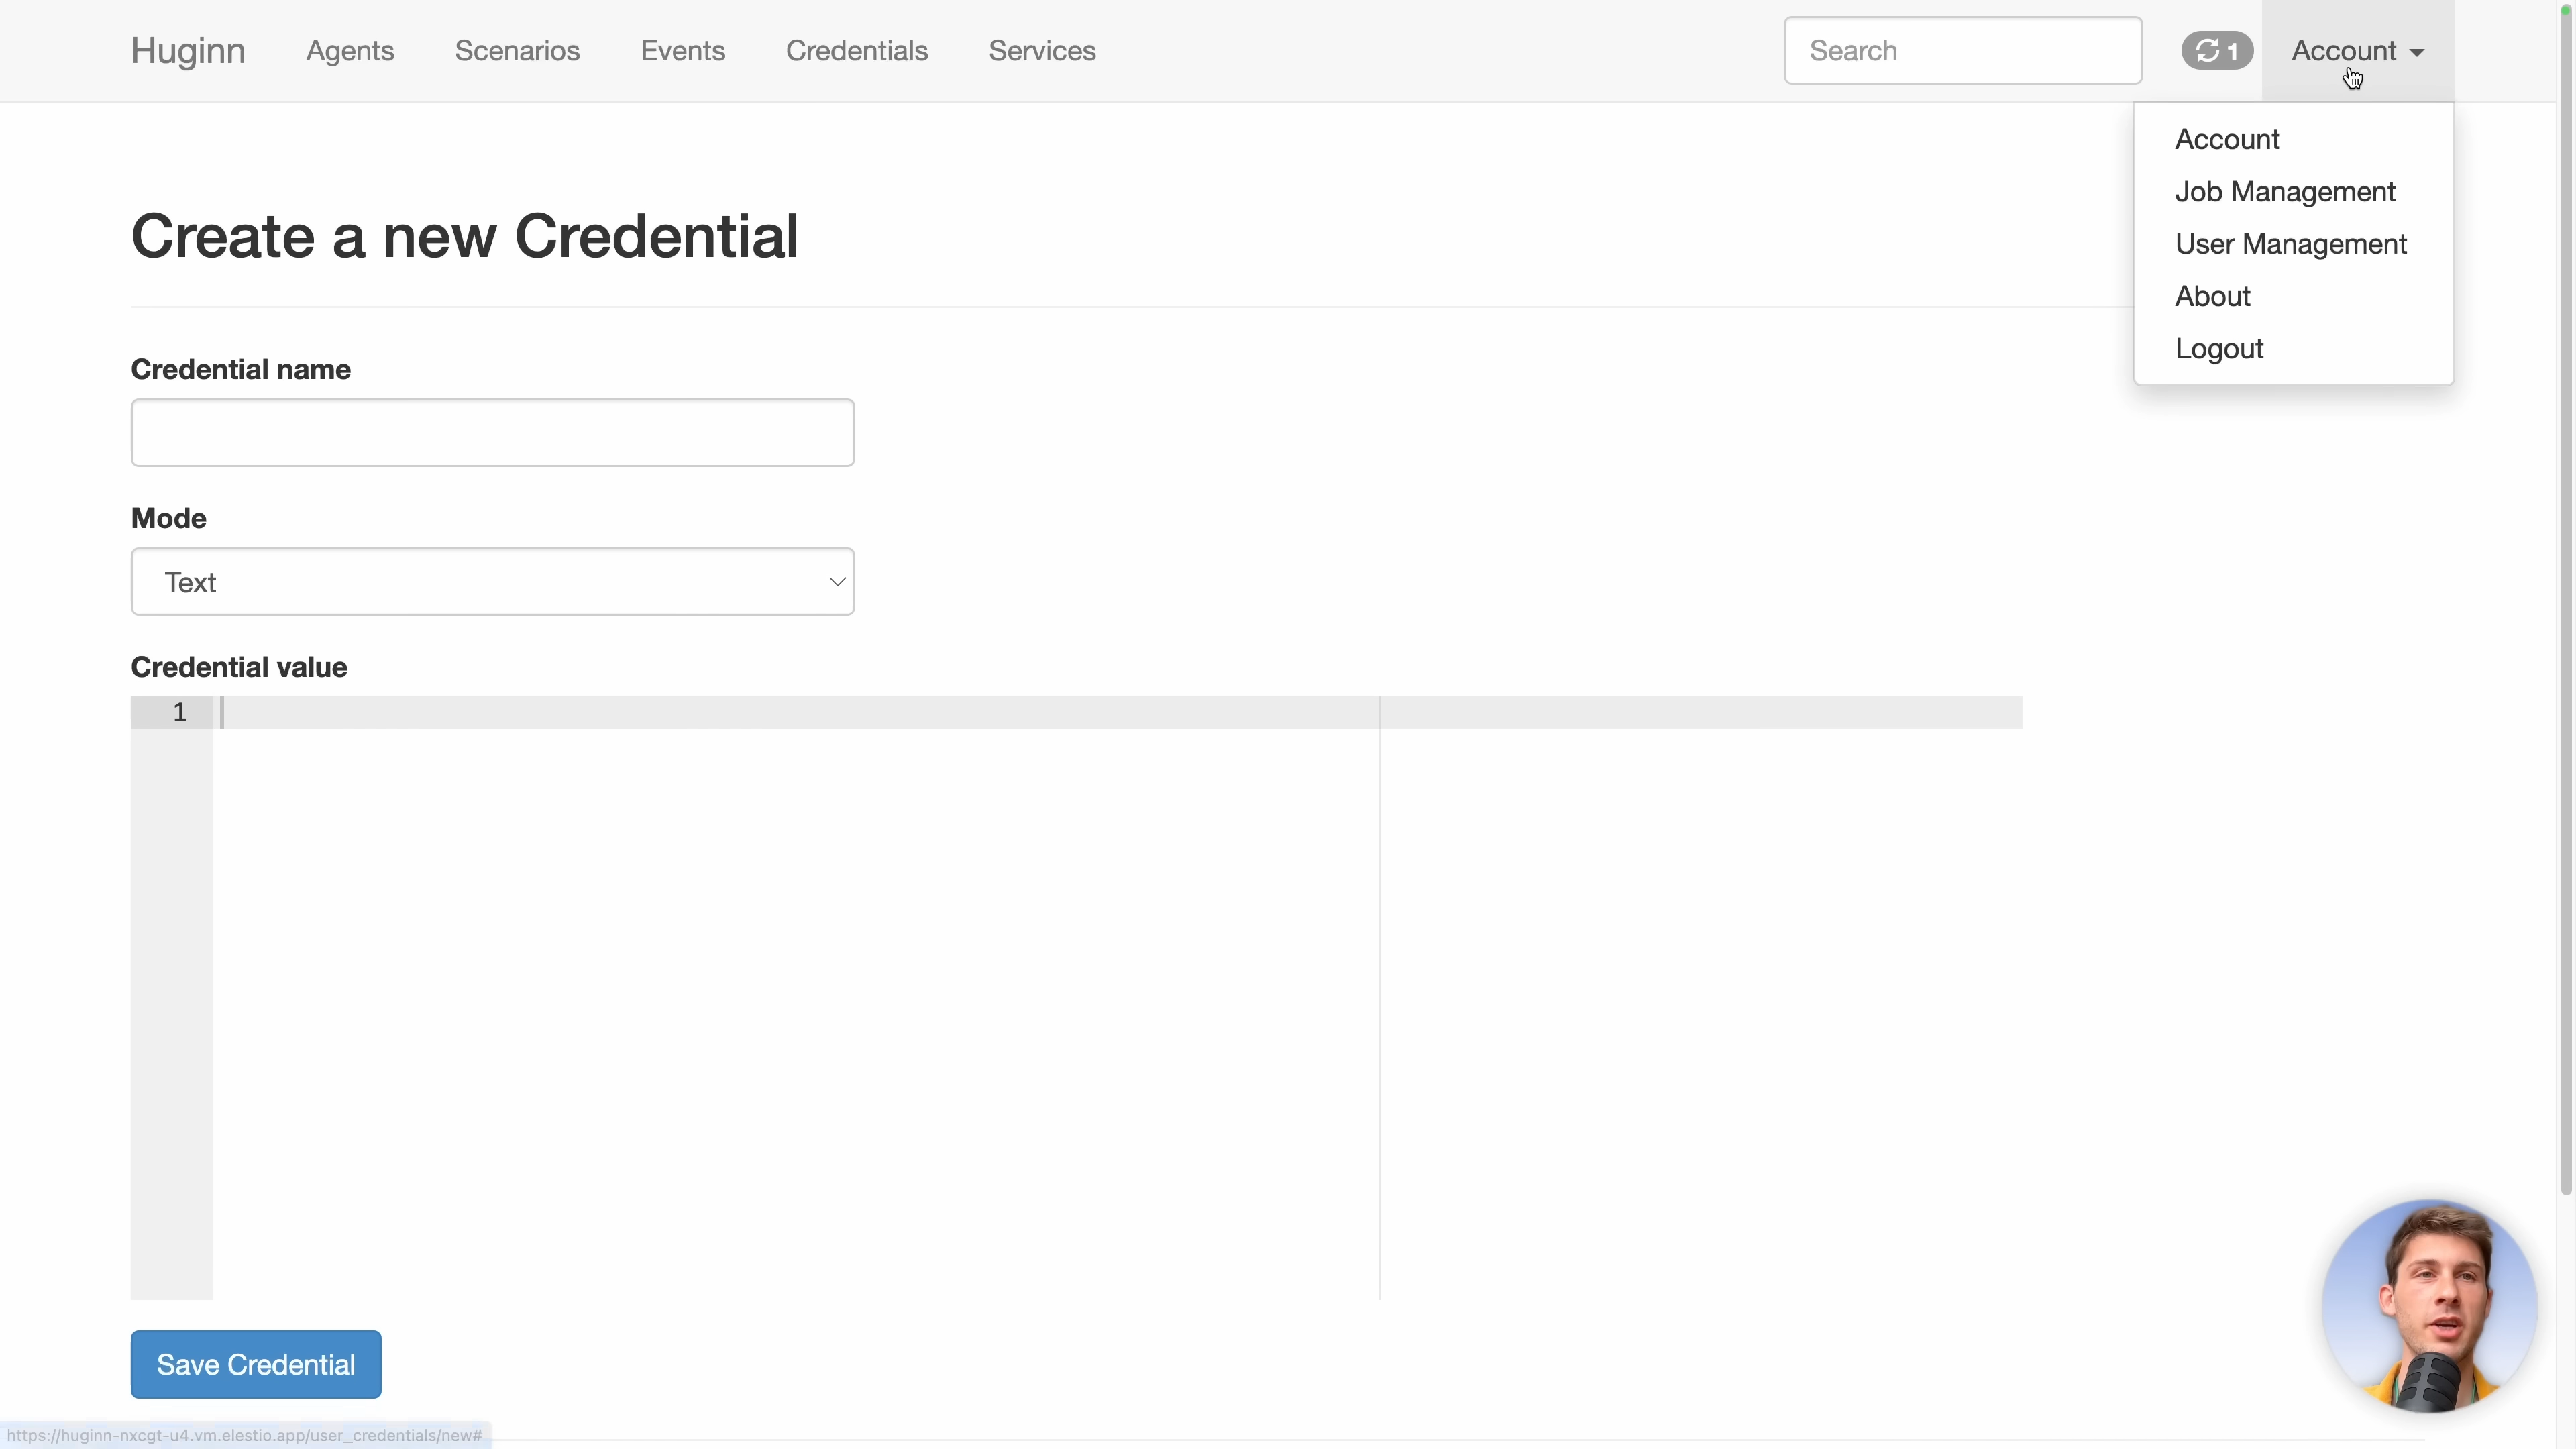 Huginn Agents Scenarios Events Credentials Services Search 1 Account
Account
Job Management
User Management
About
Logout
Create a new Credential
Credential name
Mode
Text
Credential value
1
Save Credential
https://huginn-nxcgt-u4.vm.elestio.app/user_credentials/new#